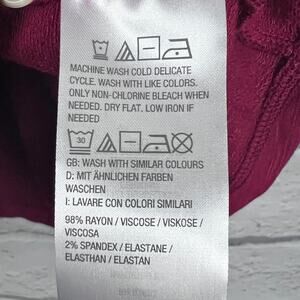 MACHINE WASH COLD DELICATE
CYCLE. WASH WITH LIKE COLORS.
ONLY NON-CHLORINE BLEACH WHEN
NEEDED. DRY FLAT. LOW IRON IF
NEEDED
30
GB: WASH WITH SIMILAR COLOURS
D: MIT ÄHNLICHEN FARBEN
WASCHEN
I: LAVARE CON COLORI SIMILARI
98% RAYON / VISCOSE / VISKOSE /
VISCOSA
2% SPANDEX / ELASTANE /
ELASTHAN / ELASTAN